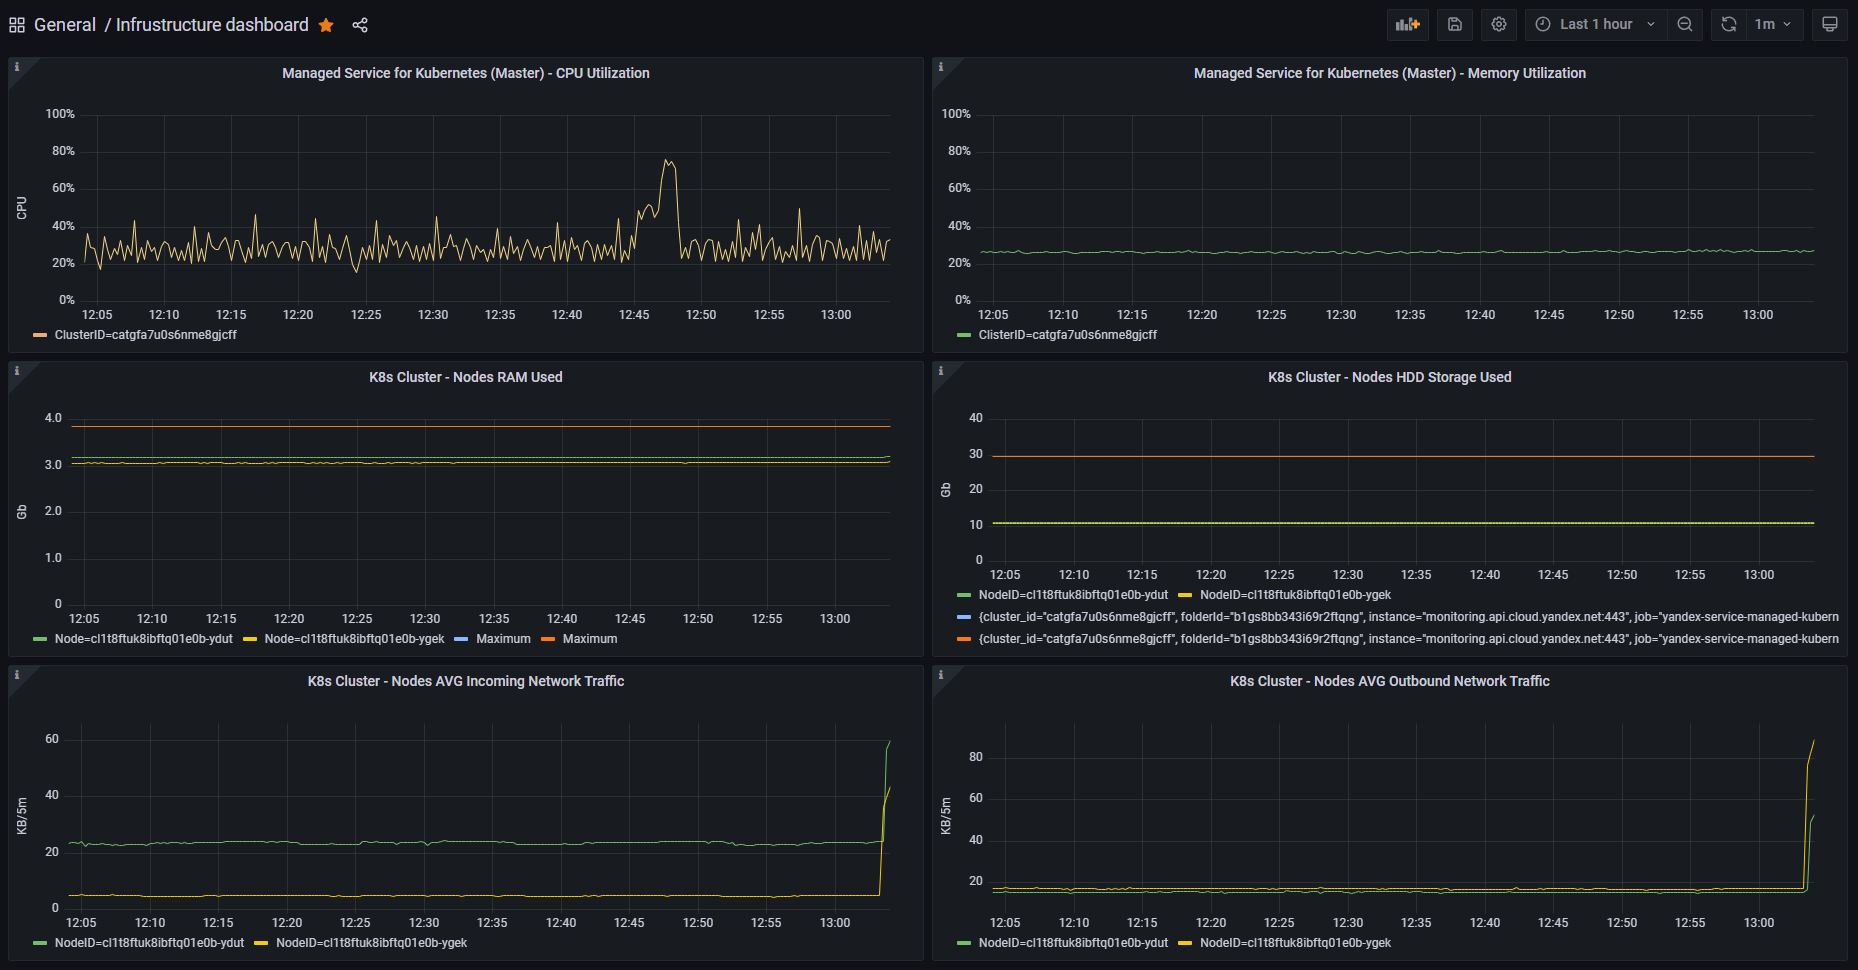 General / Infrustructure dashboard
Last 1 hour
1m
Managed Service for Kubernetes (Master) - CPU Utilization
CPU
100%
80%
60%
40%
20%
0%
12:05 12:10 12:15 12:20 12:25 12:30 12:35 12:40 12:45 12:50 12:55 13:00
ClusterID=catgfa7u0s6nme8gjcff
Managed Service for Kubernetes (Master) - Memory Utilization
100%
80%
60%
40%
20%
0%
12:05 12:10 12:15 12:20 12:25 12:30 12:35 12:40 12:45 12:50 12:55 13:00
ClisterID=catgfa7u0s6nme8gjcff
K8s Cluster - Nodes RAM Used
Gb
4.0
3.0
2.0
1.0
0
12:05 12:10 12:15 12:20 12:25 12:30 12:35 12:40 12:45 12:50 12:55 13:00
Node=cl1t8ftuk8ibftq01e0b-ydut Node=cl1t8ftuk8ibftq01e0b-ygek Maximum Maximum
K8s Cluster - Nodes HDD Storage Used
Gb
40
30
20
10
0
12:05 12:10 12:15 12:20 12:25 12:30 12:35 12:40 12:45 12:50 12:55 13:00
NodeID=cl1t8ftuk8ibftq01e0b-ydut NodeID=cl1t8ftuk8ibftq01e0b-ygek
{cluster_id="catgfa7u0s6nme8gjcff", folderId="b1gs8bb343i69r2ftqng", instance="monitoring.api.cloud.yandex.net:443", job="yandex-service-managed-kubern
{cluster_id="catgfa7u0s6nme8gjcff", folderId="b1gs8bb343i69r2ftqng", instance="monitoring.api.cloud.yandex.net:443", job="yandex-service-managed-kubern
K8s Cluster - Nodes AVG Incoming Network Traffic
KB/5m
60
40
20
0
12:05 12:10 12:15 12:20 12:25 12:30 12:35 12:40 12:45 12:50 12:55 13:00
NodeID=cl1t8ftuk8ibftq01e0b-ydut NodeID=cl1t8ftuk8ibftq01e0b-ygek
K8s Cluster - Nodes AVG Outbound Network Traffic
KB/5m
80
60
40
20
12:05 12:10 12:15 12:20 12:25 12:30 12:35 12:40 12:45 12:50 12:55 13:00
NodeID=cl1t8ftuk8ibftq01e0b-ydut NodeID=cl1t8ftuk8ibftq01e0b-ygek